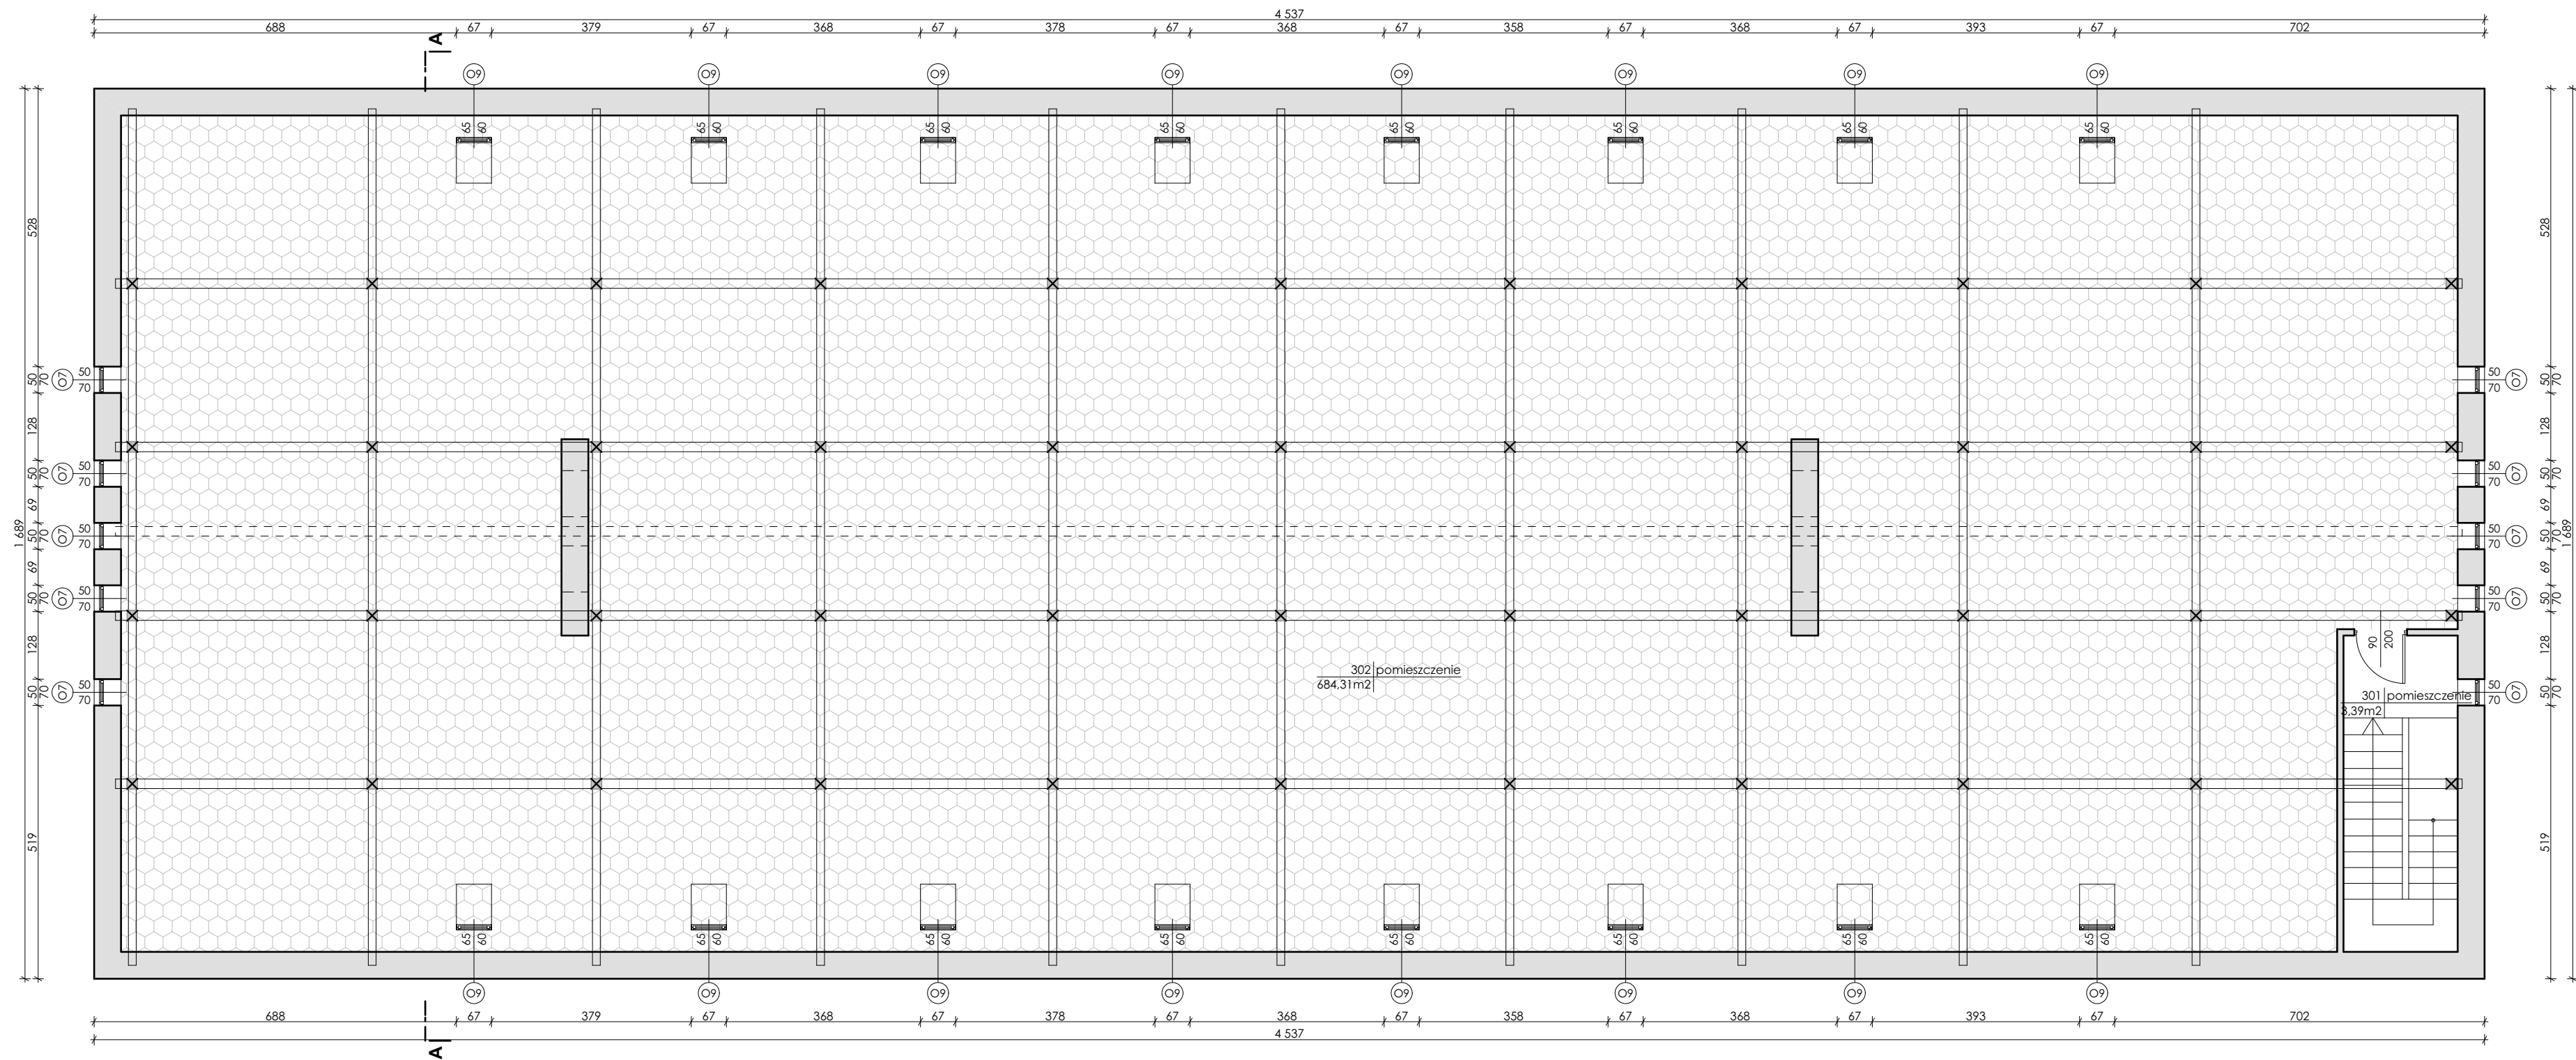 4 537
688 67 379 67 368 67 378 67 368 67 358 67 368 67 393 67 702
A
O9 O9 O9 O9 O9 O9 O9 O9
65 65 65 65 65 65 65 65
60 60 60 60 60 60 60 60
528
50
70
128
50
70
69
50
70
69
50
70
128
50
70
519
1 689
O7 50
70
O7 50
70
O7 50
70
O7 50
70
O7 50
70
302 pomieszczenie
684,31m2
90
200
301 pomieszczenie
3,39m2
50 O7
70
50 O7
70
50 O7
70
50 O7
70
50 O7
70
528
50
70
128
50
70
69
50
70
69
50
70
128
50
70
519
1 689
65 65 65 65 65 65 65 65
60 60 60 60 60 60 60 60
O9 O9 O9 O9 O9 O9 O9 O9
688 67 379 67 368 67 378 67 368 67 358 67 368 67 393 67 702
4 537
A